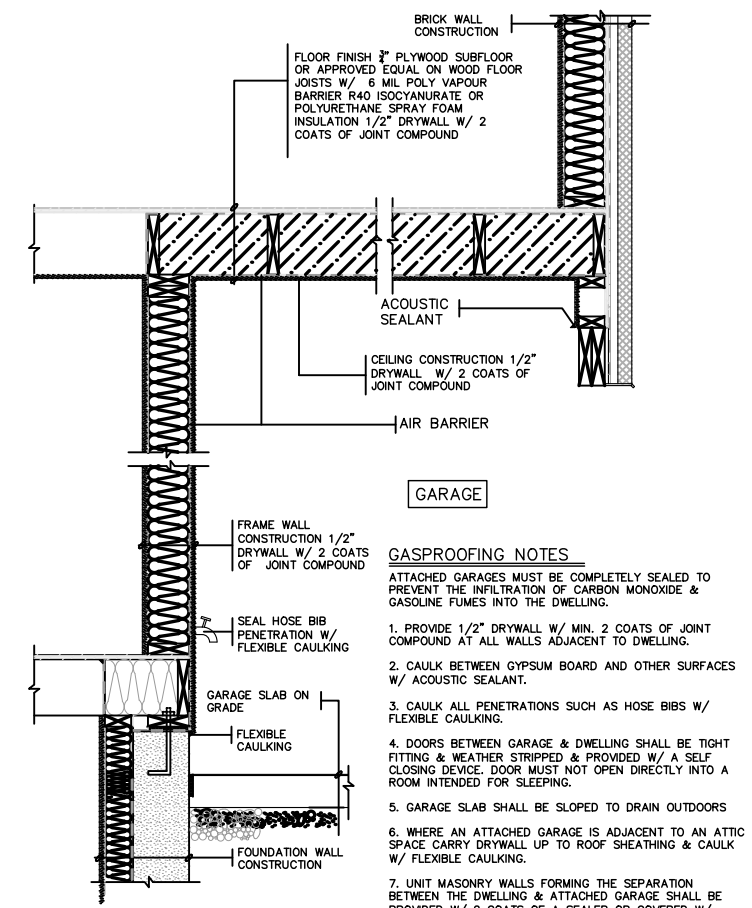 BRICK WALL
CONSTRUCTION
FLOOR FINISH ¾" PLYWOOD SUBFLOOR
OR APPROVED EQUAL ON WOOD FLOOR
JOISTS W/ 6 MIL POLY VAPOUR
BARRIER R40 ISOCYANURATE OR
POLYURETHANE SPRAY FOAM
INSULATION 1/2" DRYWALL W/ 2
COATS OF JOINT COMPOUND
ACOUSTIC
SEALANT
CEILING CONSTRUCTION 1/2"
DRYWALL W/ 2 COATS OF
JOINT COMPOUND
AIR BARRIER
GARAGE
FRAME WALL
CONSTRUCTION 1/2"
DRYWALL W/ 2 COATS
OF JOINT COMPOUND
SEAL HOSE BIB
PENETRATION W/
FLEXIBLE CAULKING
GARAGE SLAB ON
GRADE
FLEXIBLE
CAULKING
FOUNDATION WALL
CONSTRUCTION
GASPROOFING NOTES
ATTACHED GARAGES MUST BE COMPLETELY SEALED TO
PREVENT THE INFILTRATION OF CARBON MONOXIDE &
GASOLINE FUMES INTO THE DWELLING.
1. PROVIDE 1/2" DRYWALL W/ MIN. 2 COATS OF JOINT
COMPOUND AT ALL WALLS ADJACENT TO DWELLING.
2. CAULK BETWEEN GYPSUM BOARD AND OTHER SURFACES
W/ ACOUSTIC SEALANT.
3. CAULK ALL PENETRATIONS SUCH AS HOSE BIBS W/
FLEXIBLE CAULKING.
4. DOORS BETWEEN GARAGE & DWELLING SHALL BE TIGHT
FITTING & WEATHER STRIPPED & PROVIDED W/ A SELF
CLOSING DEVICE. DOOR MUST NOT OPEN DIRECTLY INTO A
ROOM INTENDED FOR SLEEPING.
5. GARAGE SLAB SHALL BE SLOPED TO DRAIN OUTDOORS
6. WHERE AN ATTACHED GARAGE IS ADJACENT TO AN ATTIC
SPACE CARRY DRYWALL UP TO ROOF SHEATHING & CAULK
W/ FLEXIBLE CAULKING.
7. UNIT MASONRY WALLS FORMING THE SEPARATION
BETWEEN THE DWELLING & ATTACHED GARAGE SHALL BE
PROVIDED W/ 2 COATS OF A SEALER OR COVERED W/